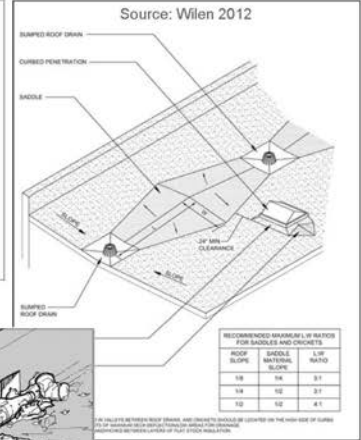 Source: Wilen 2012
SUMPED ROOF DRAIN
CURBED PENETRATION
SADDLE
SLOPE
24" MIN
CLEARANCE
SLOPE
SUMPED
ROOF DRAIN
RECOMMENDED MAXIMUM L:W RATIOS
FOR SADDLES AND CRICKETS
ROOF SLOPE
SADDLE MATERIAL SLOPE
L:W RATIO
1/8 1/4 3:1
1/4 1/2 3:1
1/2 1/2 4:1